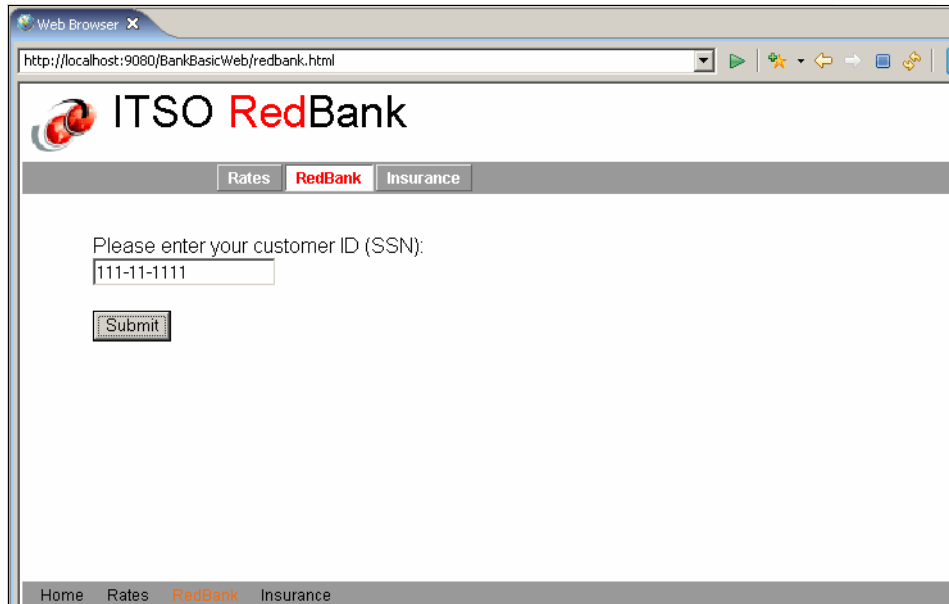 Web Browser
http://localhost:9080/BankBasicWeb/redbank.html
ITSO RedBank
Rates RedBank Insurance
Please enter your customer ID (SSN):
111-11-1111
Submit
Home Rates RedBank Insurance